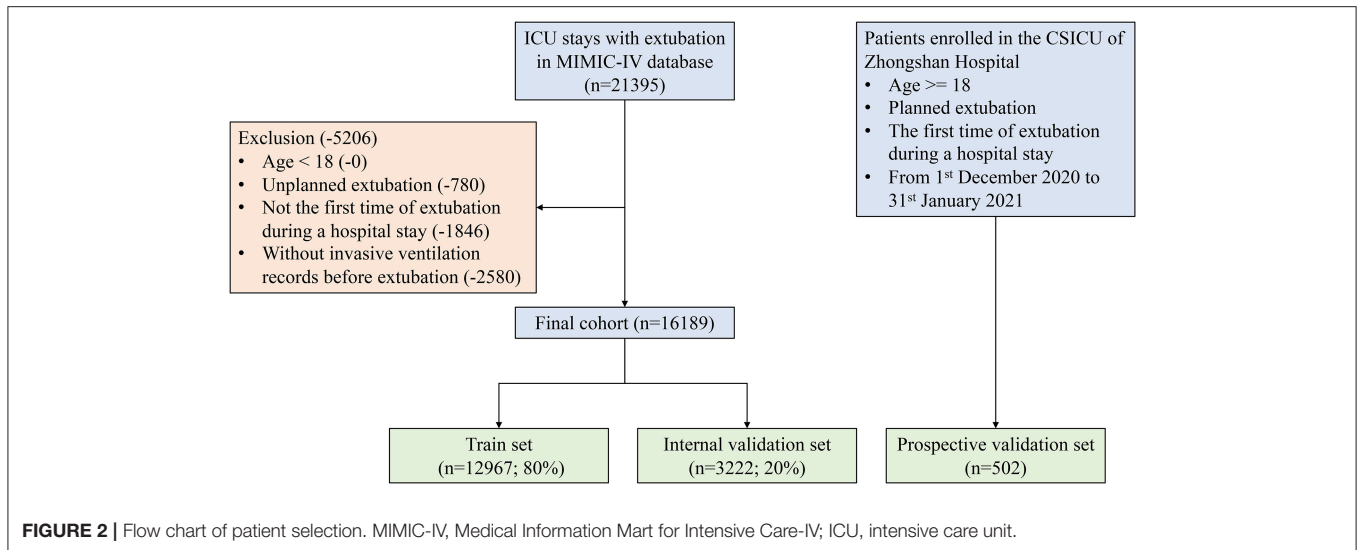 ICU stays with extubation
in MIMIC-IV database
(n=21395)
Exclusion (-5206)
• Age < 18 (-0)
• Unplanned extubation (-780)
• Not the first time of extubation
during a hospital stay (-1846)
• Without invasive ventilation
records before extubation (-2580)
Final cohort (n=16189)
Train set
(n=12967; 80%)
Internal validation set
(n=3222; 20%)
Patients enrolled in the CSICU of
Zhongshan Hospital
• Age >= 18
• Planned extubation
• The first time of extubation
during a hospital stay
• From 1st December 2020 to
31st January 2021
Prospective validation set
(n=502)
FIGURE 2 | Flow chart of patient selection. MIMIC-IV, Medical Information Mart for Intensive Care-IV; ICU, intensive care unit.